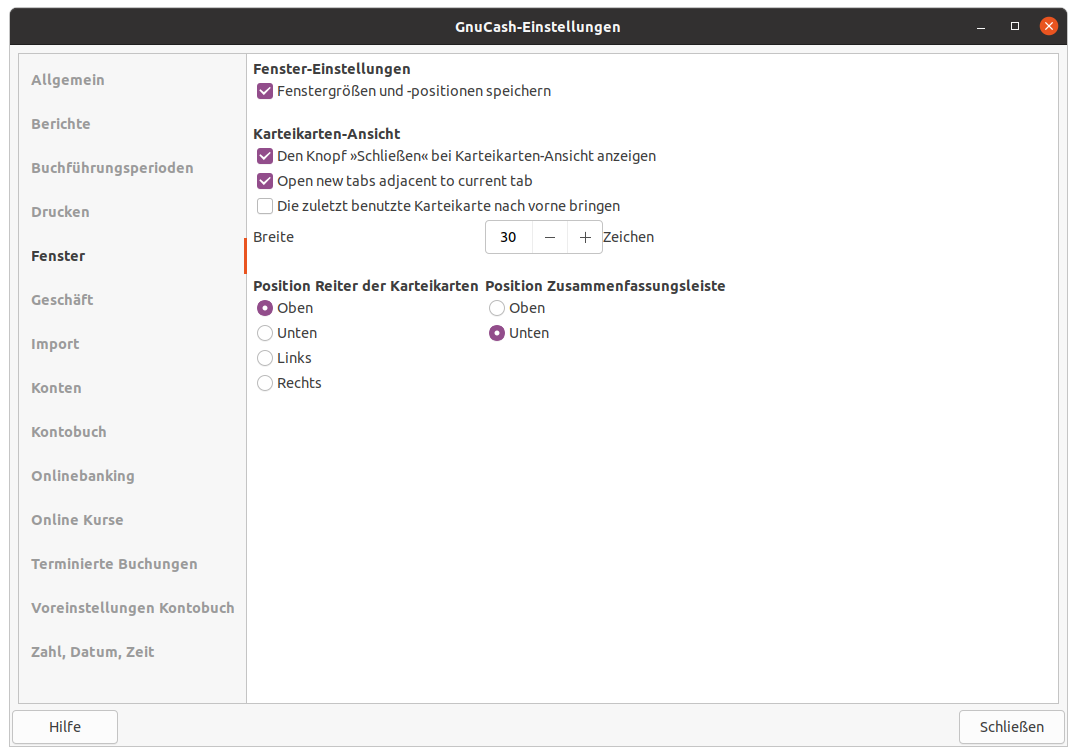 GnuCash-Einstellungen
Allgemein
Berichte
Buchführungsperioden
Drucken
Fenster
Geschäft
Import
Konten
Kontobuch
Onlinebanking
Online Kurse
Terminierte Buchungen
Voreinstellungen Kontobuch
Zahl, Datum, Zeit
Fenster-Einstellungen
Fenstergrößen und -positionen speichern
Karteikarten-Ansicht
Den Knopf »Schließen« bei Karteikarten-Ansicht anzeigen
Open new tabs adjacent to current tab
Die zuletzt benutzte Karteikarte nach vorne bringen
Breite 30 − + Zeichen
Position Reiter der Karteikarten Position Zusammenfassungsleiste
Oben Oben
Unten Unten
Links
Rechts
Hilfe Schließen